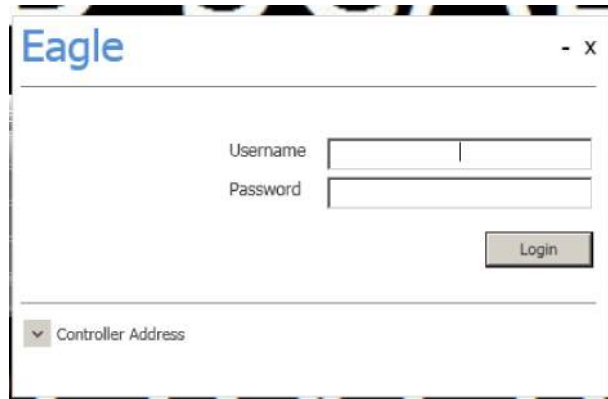 Eagle
- X
Username
Password
Login
Controller Address